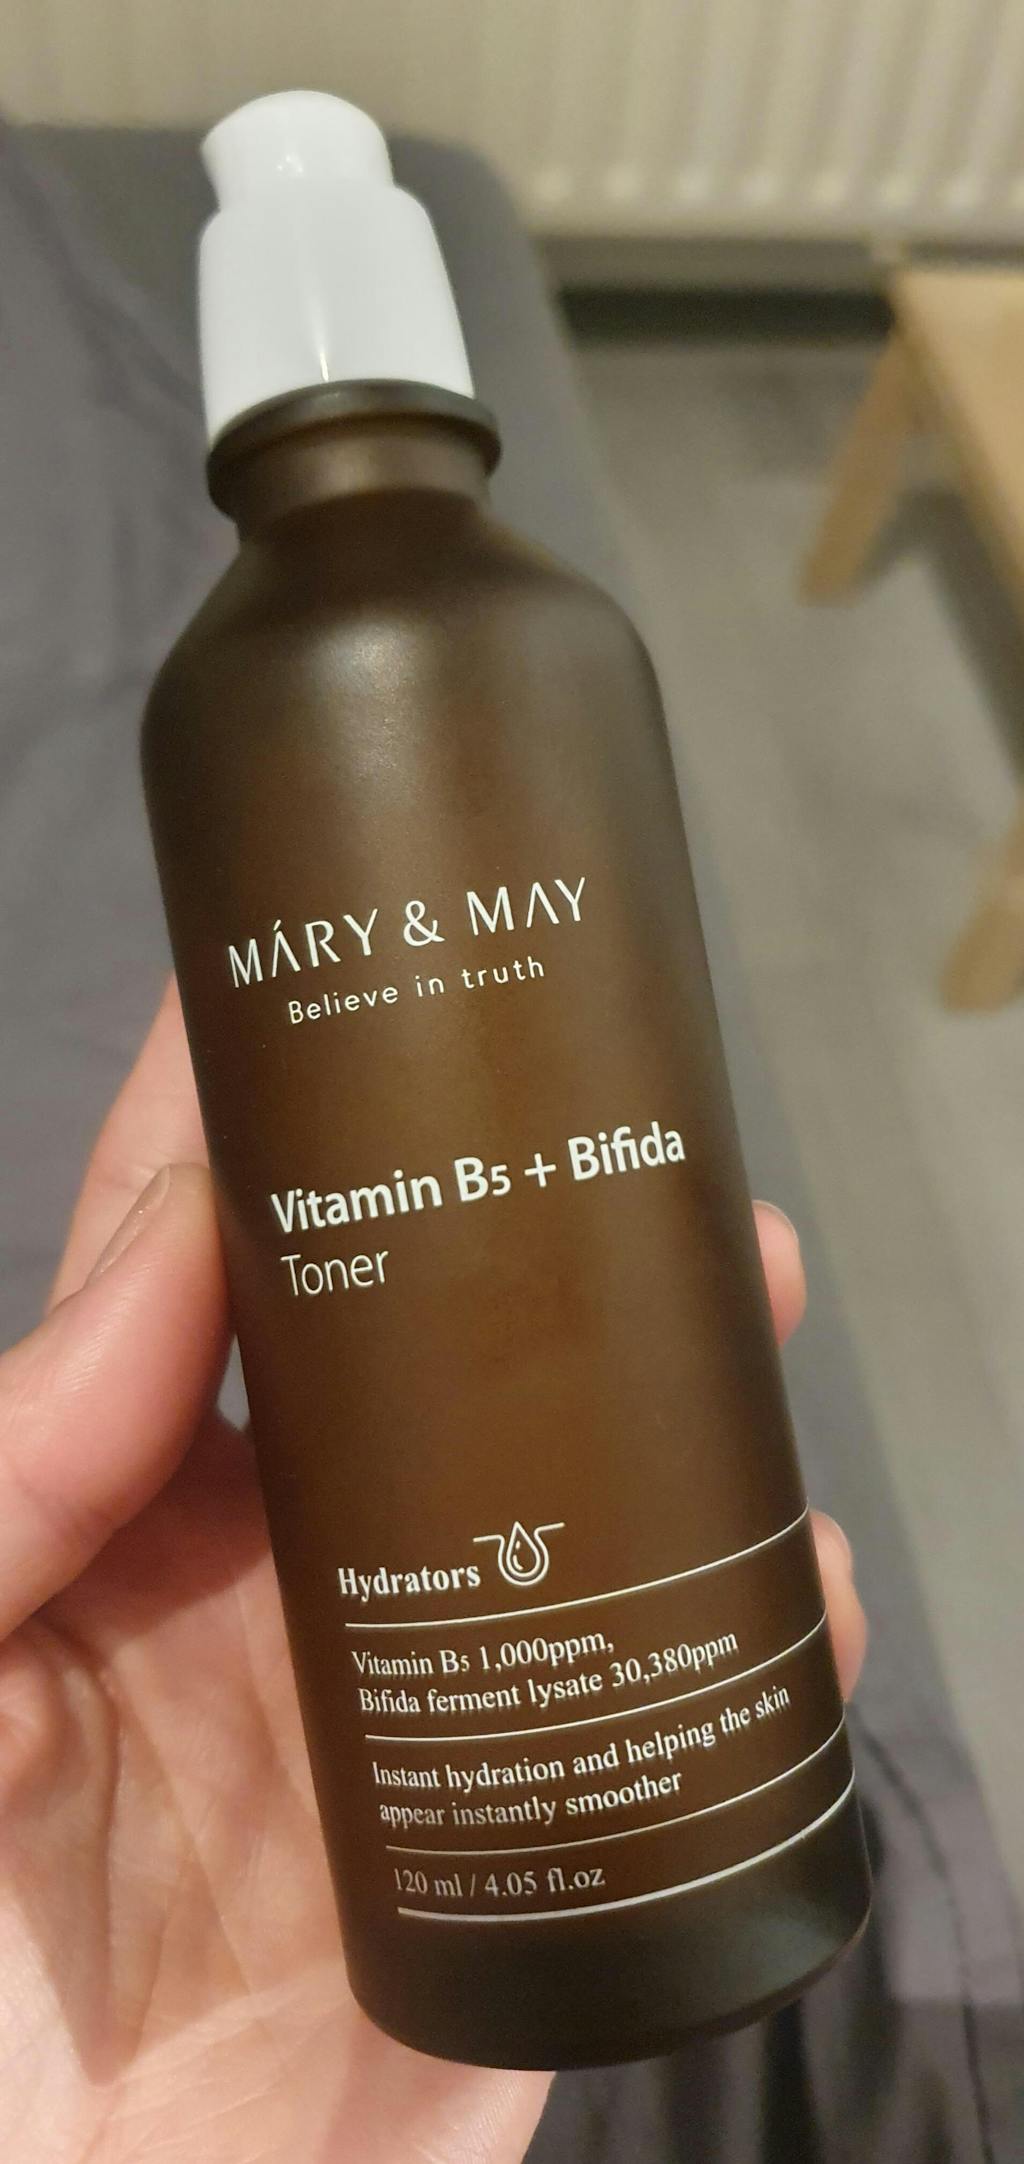 MÁRY & MAY
Believe in truth
Vitamin B5 + Bifida
Toner
Hydrators
Vitamin B5 1,000ppm,
Bifida ferment lysate 30,380ppm
Instant hydration and helping the skin
appear instantly smoother
120 ml / 4.05 fl.oz